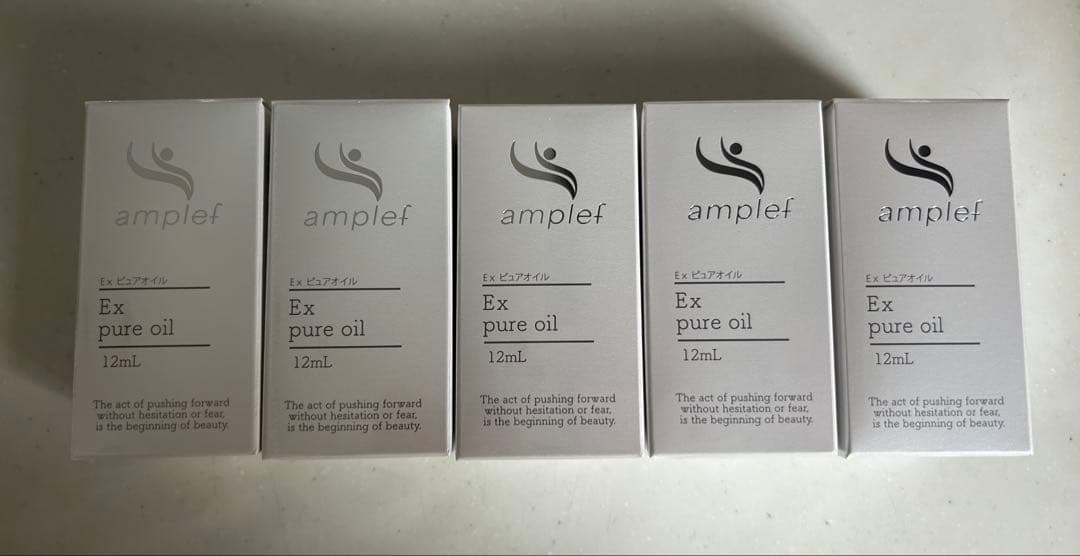 amplef
Ex ピュアオイル
Ex
pure oil
12mL
The act of pushing forward
without hesitation or fear,
is the beginning of beauty.
amplef
Ex ピュアオイル
Ex
pure oil
12mL
The act of pushing forward
without hesitation or fear,
is the beginning of beauty.
amplef
Ex ピュアオイル
Ex
pure oil
12mL
The act of pushing forward
without hesitation or fear,
is the beginning of beauty.
amplef
Ex ピュアオイル
Ex
pure oil
12mL
The act of pushing forward
without hesitation or fear,
is the beginning of beauty.
amplef
Ex ピュアオイル
Ex
pure oil
12mL
The act of pushing forward
without hesitation or fear,
is the beginning of beauty.